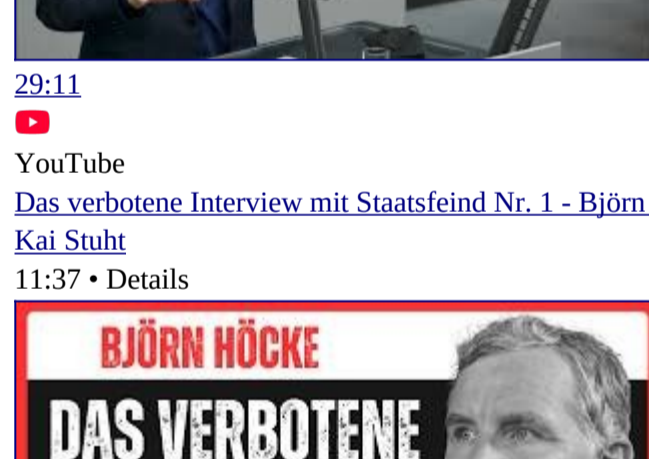 29:11
YouTube
Das verbotene Interview mit Staatsfeind Nr. 1 - Björn
Kai Stuht
11:37 • Details
BJÖRN HÖCKE
DAS VERBOTENE